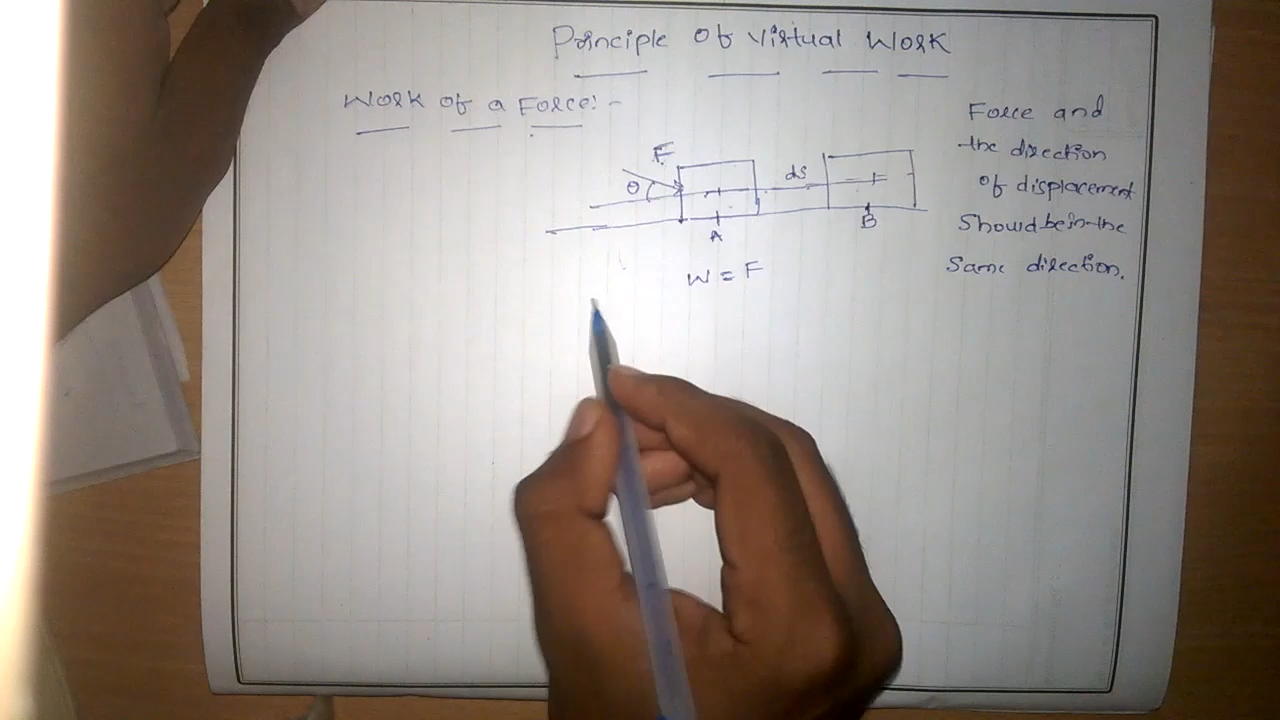 Principle of Virtual Work
Work of a Force:-
F
θ
ds
A
B
W = F
Force and
the direction
of displacement
Should be in the
Same direction.